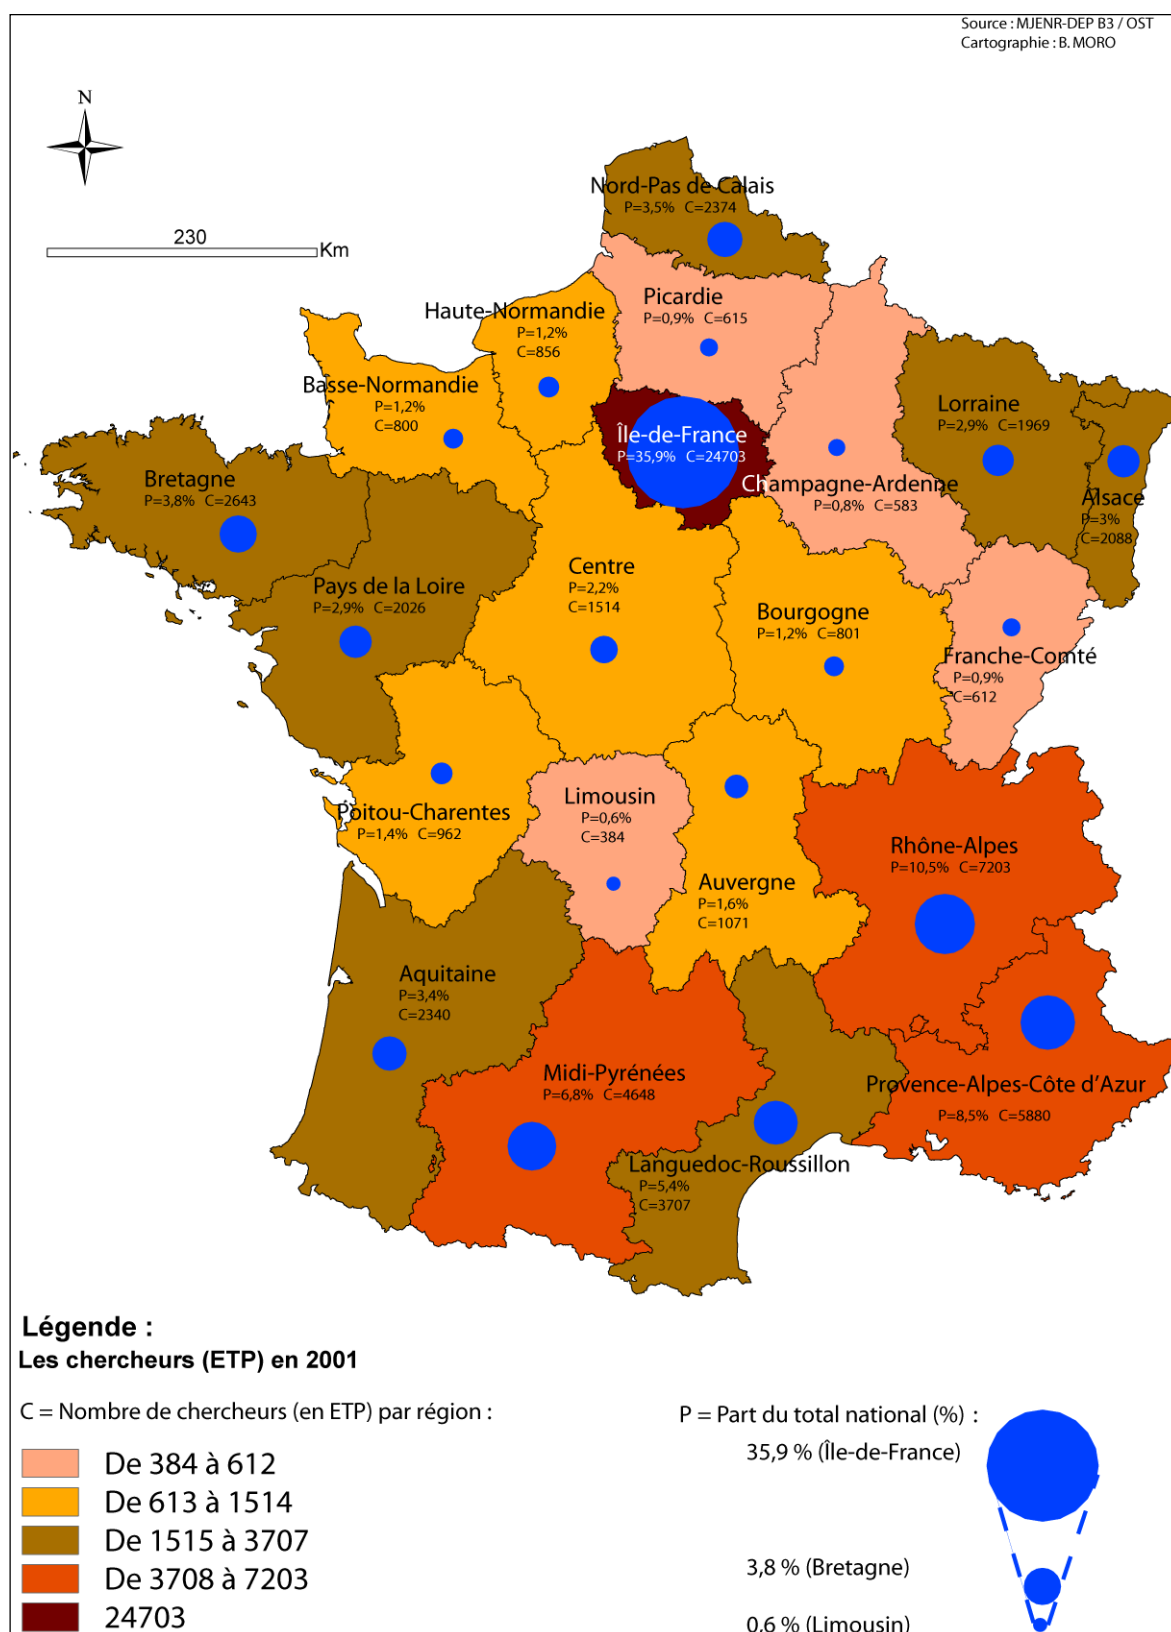 Source : MJENR-DEP B3 / OST
Cartographie : B. MORO
N
230
Km
Nord-Pas de Calais
P=3,5% C=2374
Picardie
P=0,9% C=615
Haute-Normandie
P=1,2%
C=856
Basse-Normandie
P=1,2%
C=800
Lorraine
P=2,9% C=1969
Île-de-France
P=35,9% C=24703
Champagne-Ardenne
P=0,8% C=583
Alsace
P=3%
C=2088
Bretagne
P=3,8% C=2643
Pays de la Loire
P=2,9% C=2026
Centre
P=2,2%
C=1514
Bourgogne
P=1,2% C=801
Franche-Comté
P=0,9%
C=612
Poitou-Charentes
P=1,4% C=962
Limousin
P=0,6%
C=384
Auvergne
P=1,6%
C=1071
Rhône-Alpes
P=10,5% C=7203
Aquitaine
P=3,4%
C=2340
Midi-Pyrénées
P=6,8% C=4648
Provence-Alpes-Côte d'Azur
P=8,5% C=5880
Languedoc-Roussillon
P=5,4%
C=3707
Légende :
Les chercheurs (ETP) en 2001
C = Nombre de chercheurs (en ETP) par région :
De 384 à 612
De 613 à 1514
De 1515 à 3707
De 3708 à 7203
24703
P = Part du total national (%) :
35,9 % (Île-de-France)
3,8 % (Bretagne)
0,6 % (Limousin)